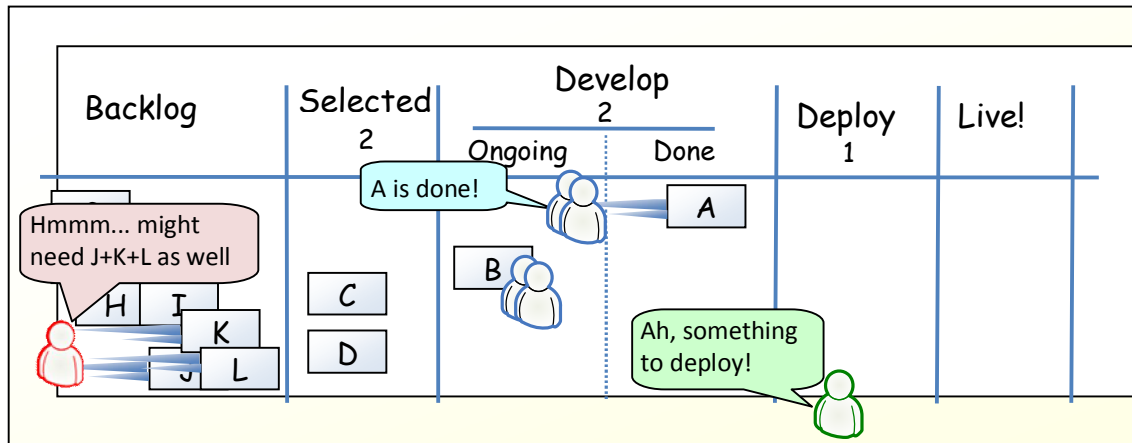 Backlog
Selected
2
Develop
2
Ongoing
Done
Deploy
1
Live!
A is done!
A
Hmmm... might
need J+K+L as well
B
H
I
C
K
J
L
D
Ah, something
to deploy!